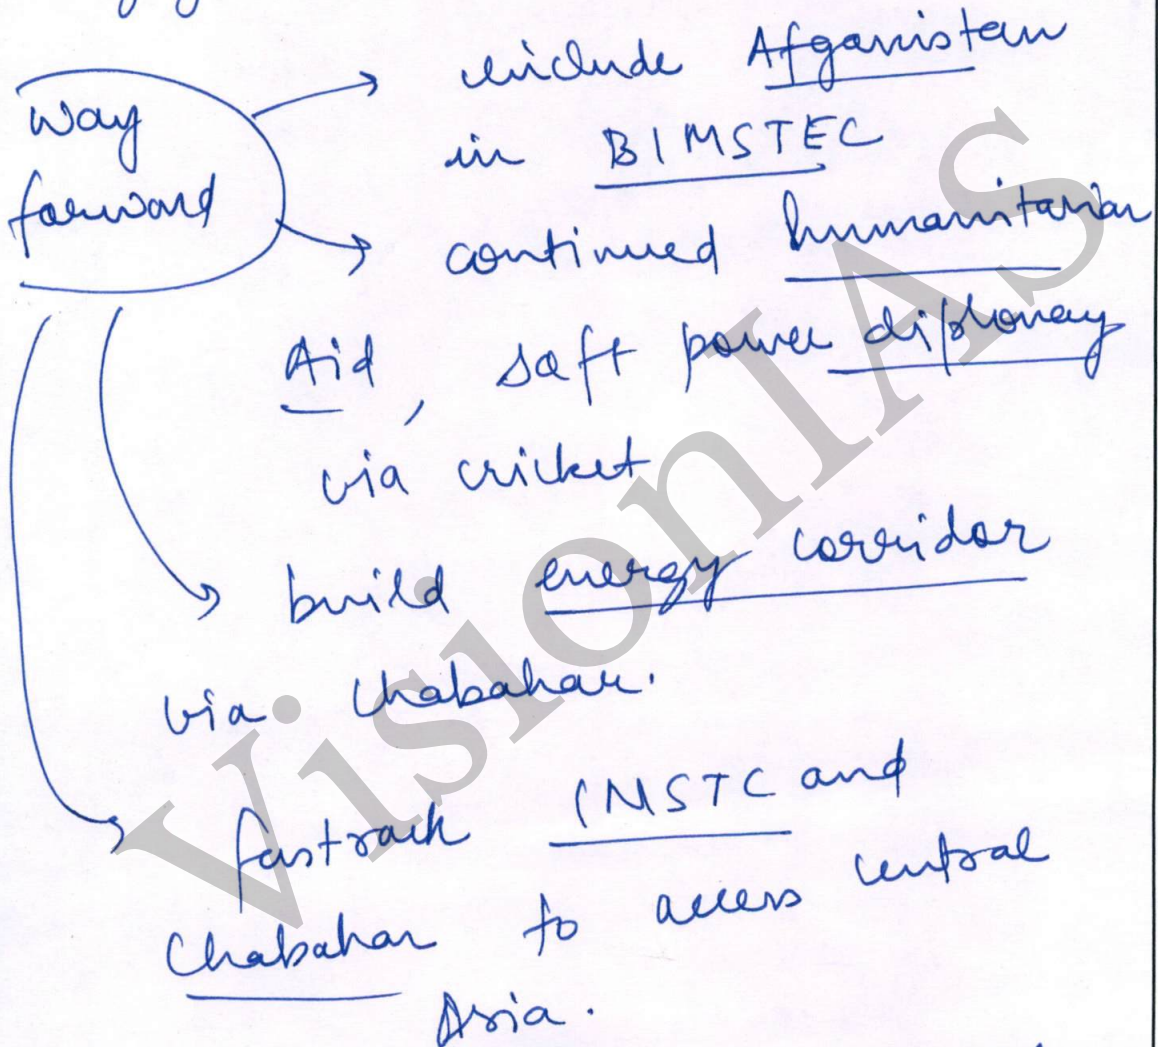 way
forward
include Afganistan
in BIMSTEC
continued humanitarian
Aid, soft power diplomacy
via cricket
build energy corridor
via Chabahar.
fastrack INSTC and
Chabahar to access central
Asia.
VisionIAS